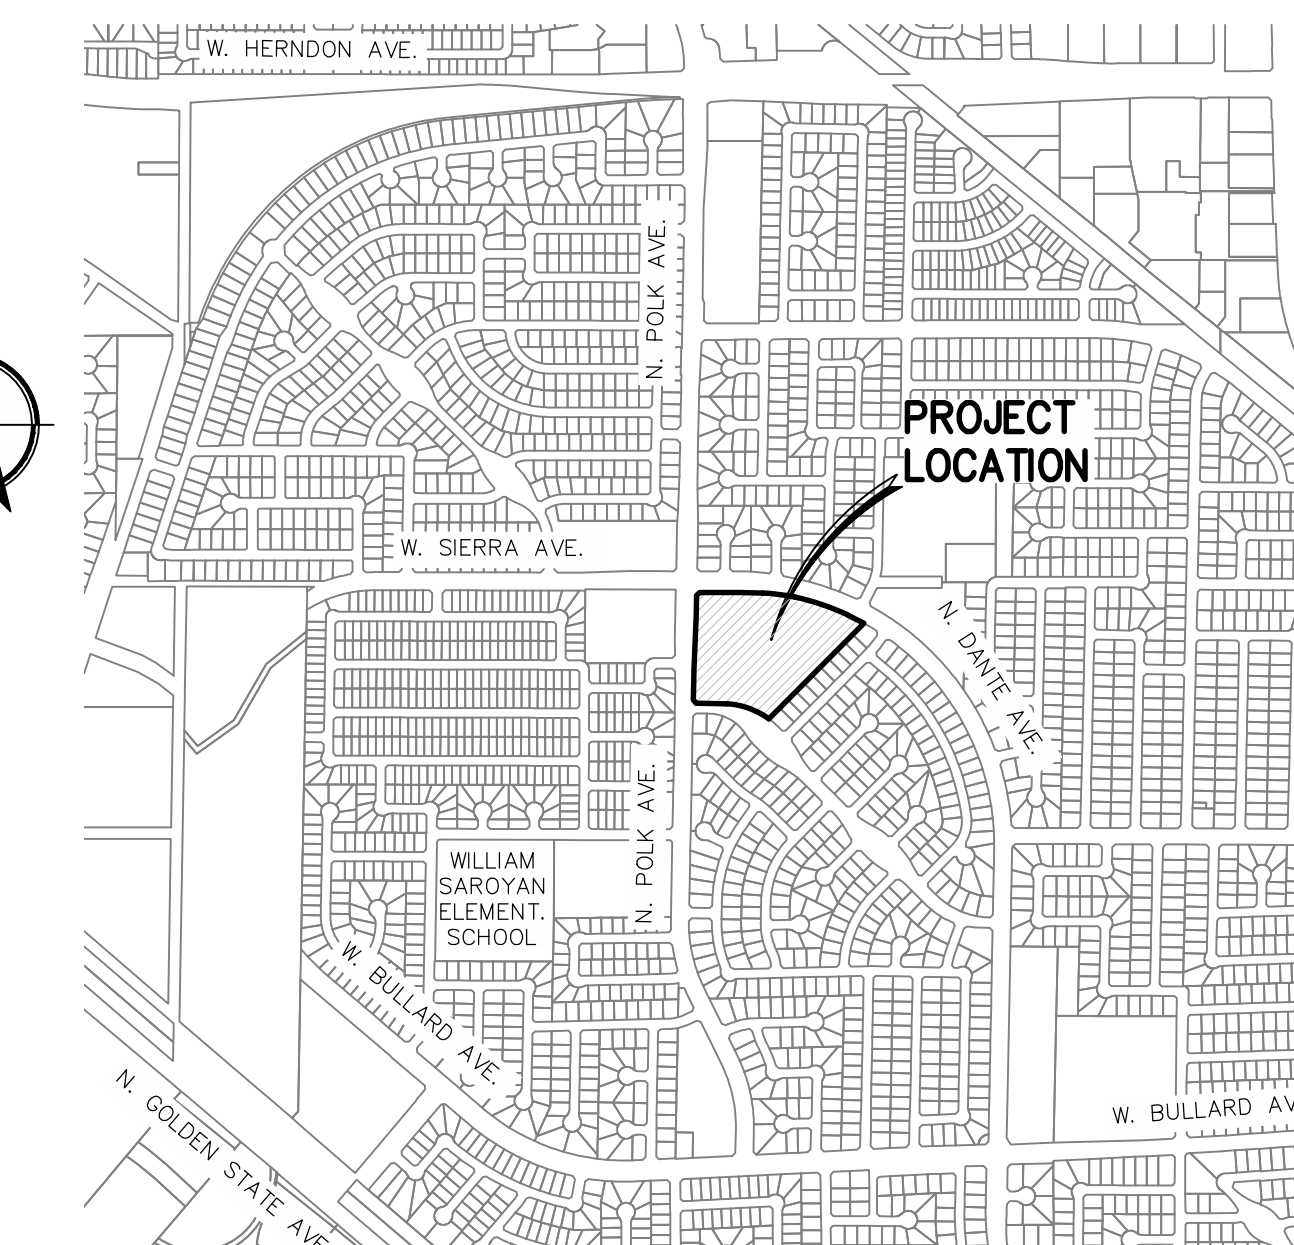 W. HERNDON AVE.
N. POLK AVE.
PROJECT
LOCATION
W. SIERRA AVE.
N. DANTE AVE.
N. POLK AVE.
WILLIAM
SAROYAN
ELEMENT.
SCHOOL
W. BULLARD AVE.
N. GOLDEN STATE AVE
W. BULLARD AV